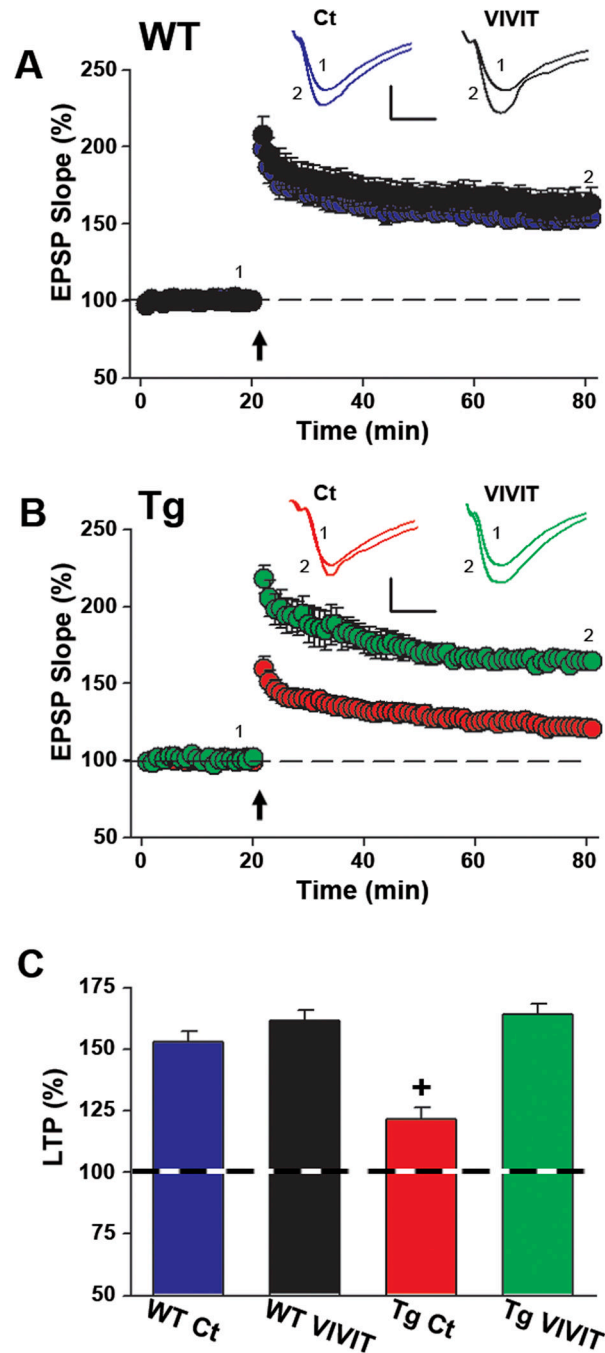 A
WT
Ct
VIVIT
1
2
1
2
250
200
150
100
50
EPSP Slope (%)
1
2
0
20
40
60
80
Time (min)
B
Tg
Ct
VIVIT
1
2
1
2
250
200
150
100
50
EPSP Slope (%)
1
2
0
20
40
60
80
Time (min)
C
175
150
125
100
75
50
LTP (%)
+
WT Ct
WT VIVIT
Tg Ct
Tg VIVIT